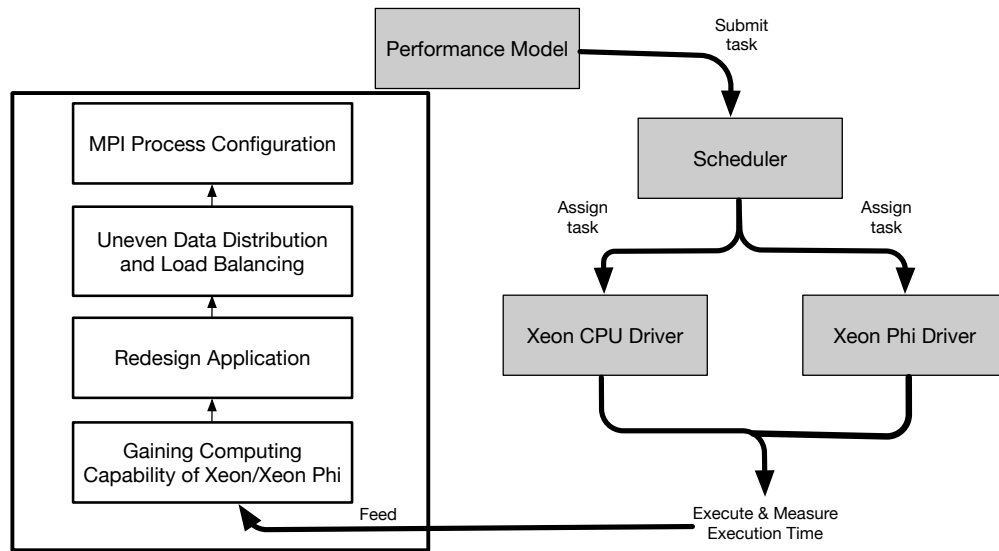 Performance Model
Submit
task
MPI Process Configuration
Scheduler
Uneven Data Distribution
and Load Balancing
Assign
task
Assign
task
Redesign Application
Xeon CPU Driver
Xeon Phi Driver
Gaining Computing
Capability of Xeon/Xeon Phi
Feed
Execute & Measure
Execution Time